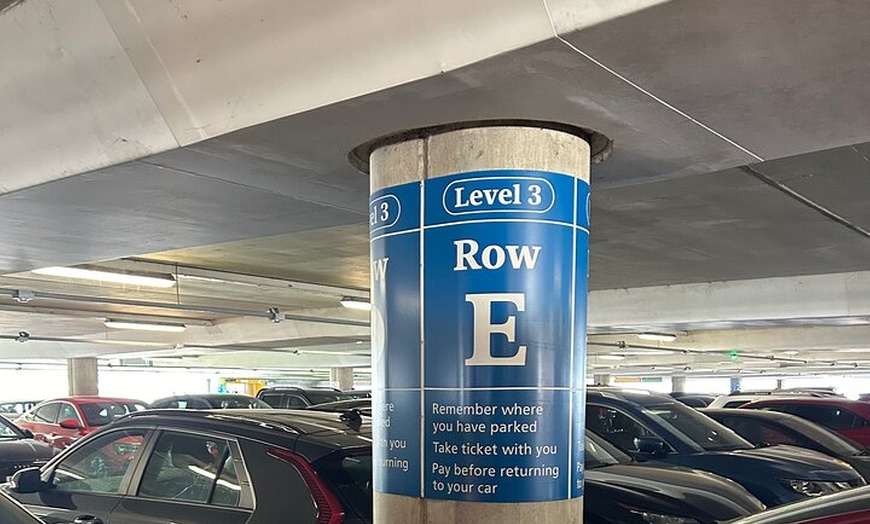 Level 3
Row
E
Remember where
you have parked
Take ticket with you
Pay before returning
to your car